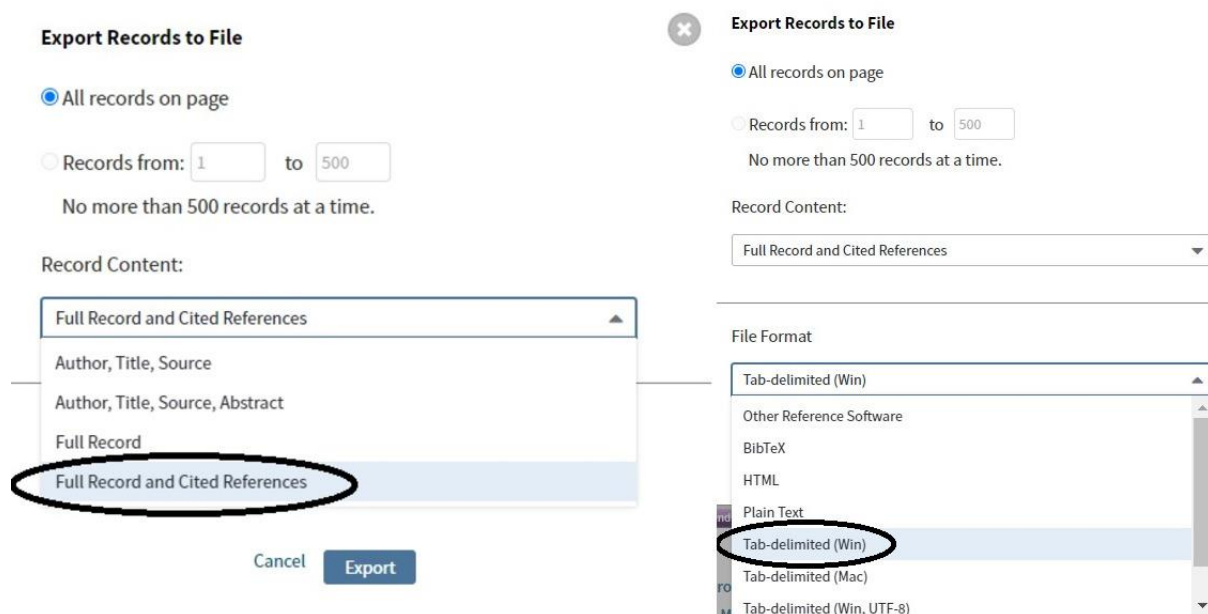 Export Records to File
All records on page
Records from: 1 to 500
No more than 500 records at a time.
Record Content:
Full Record and Cited References
Author, Title, Source
Author, Title, Source, Abstract
Full Record
Full Record and Cited References
Cancel Export
Export Records to File
All records on page
Records from: 1 to 500
No more than 500 records at a time.
Record Content:
Full Record and Cited References
File Format
Tab-delimited (Win)
Other Reference Software
BibTeX
HTML
Plain Text
Tab-delimited (Win)
Tab-delimited (Mac)
Tab-delimited (Win, UTF-8)